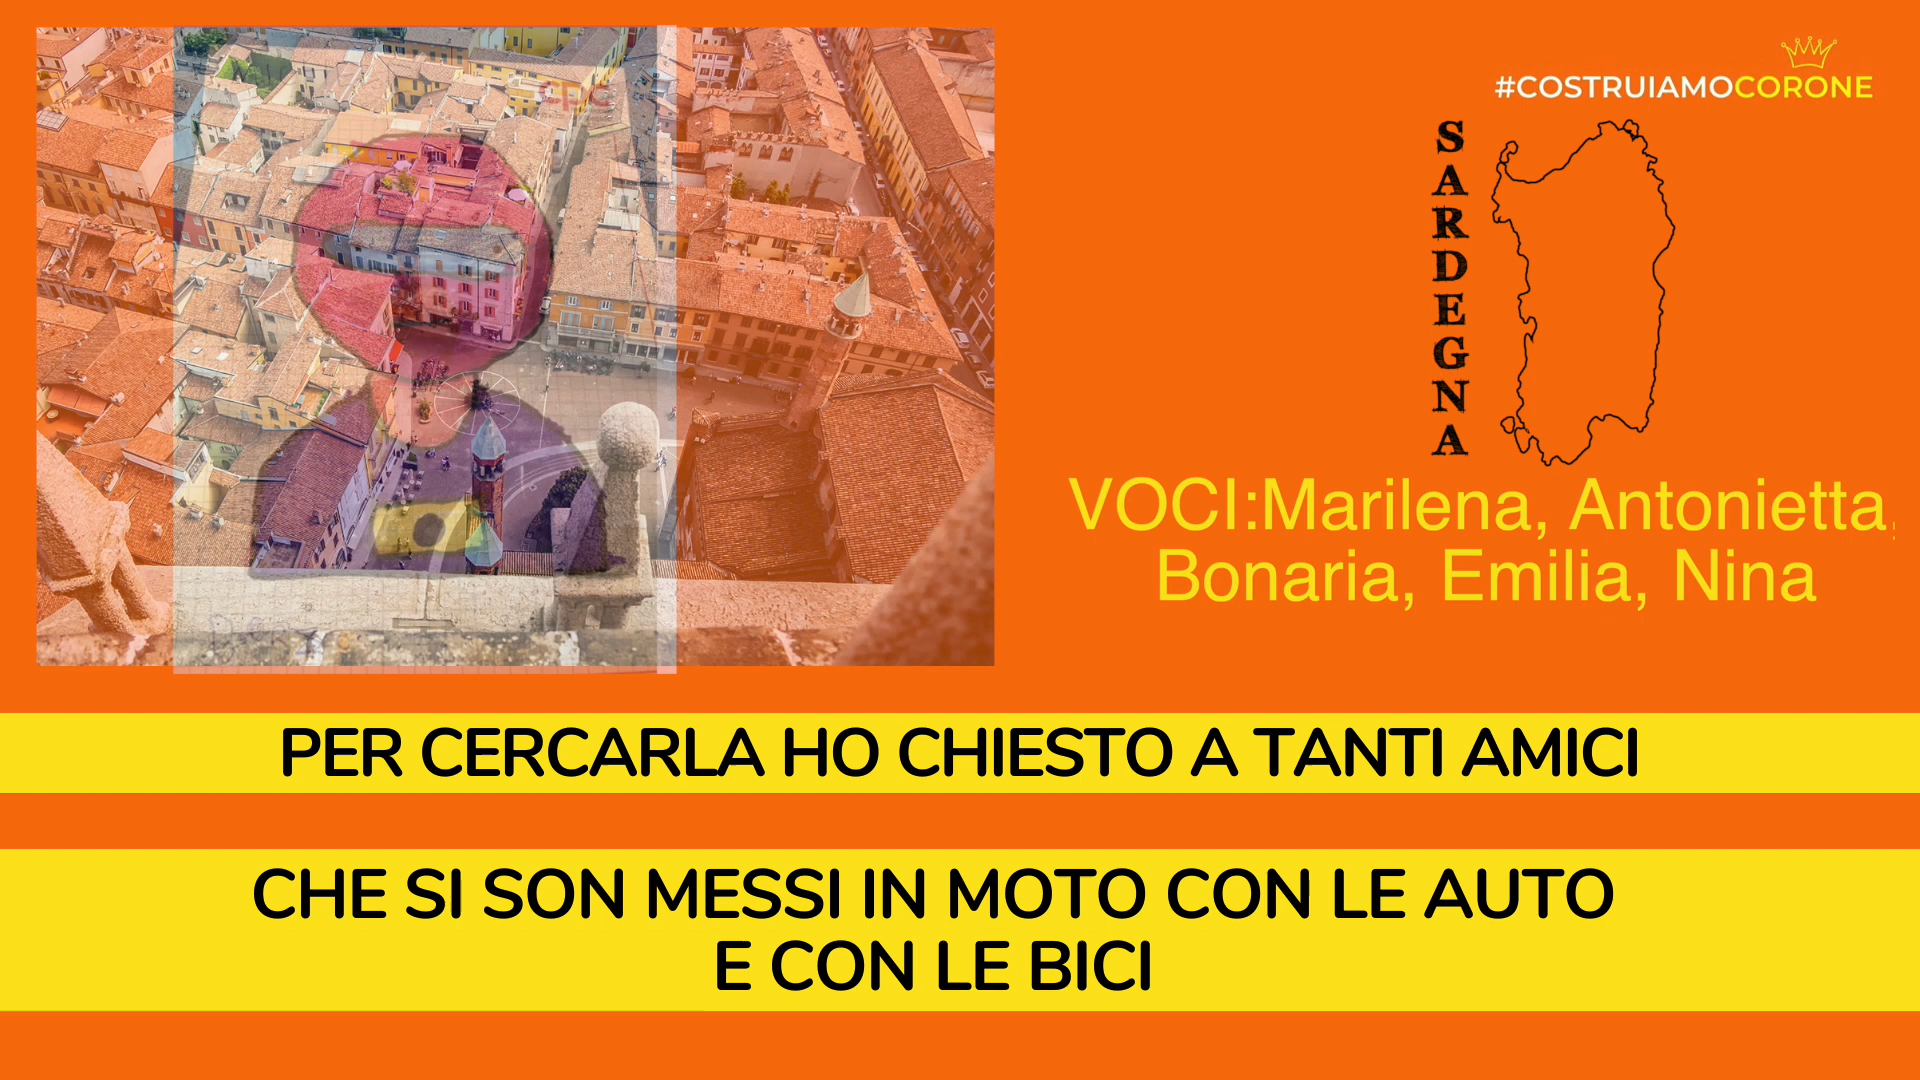 #COSTRUIAMOCORONE
SARDEGNA
VOCI:Marilena, Antonietta,
Bonaria, Emilia, Nina
PER CERCARLA HO CHIESTO A TANTI AMICI
CHE SI SON MESSI IN MOTO CON LE AUTO
E CON LE BICI